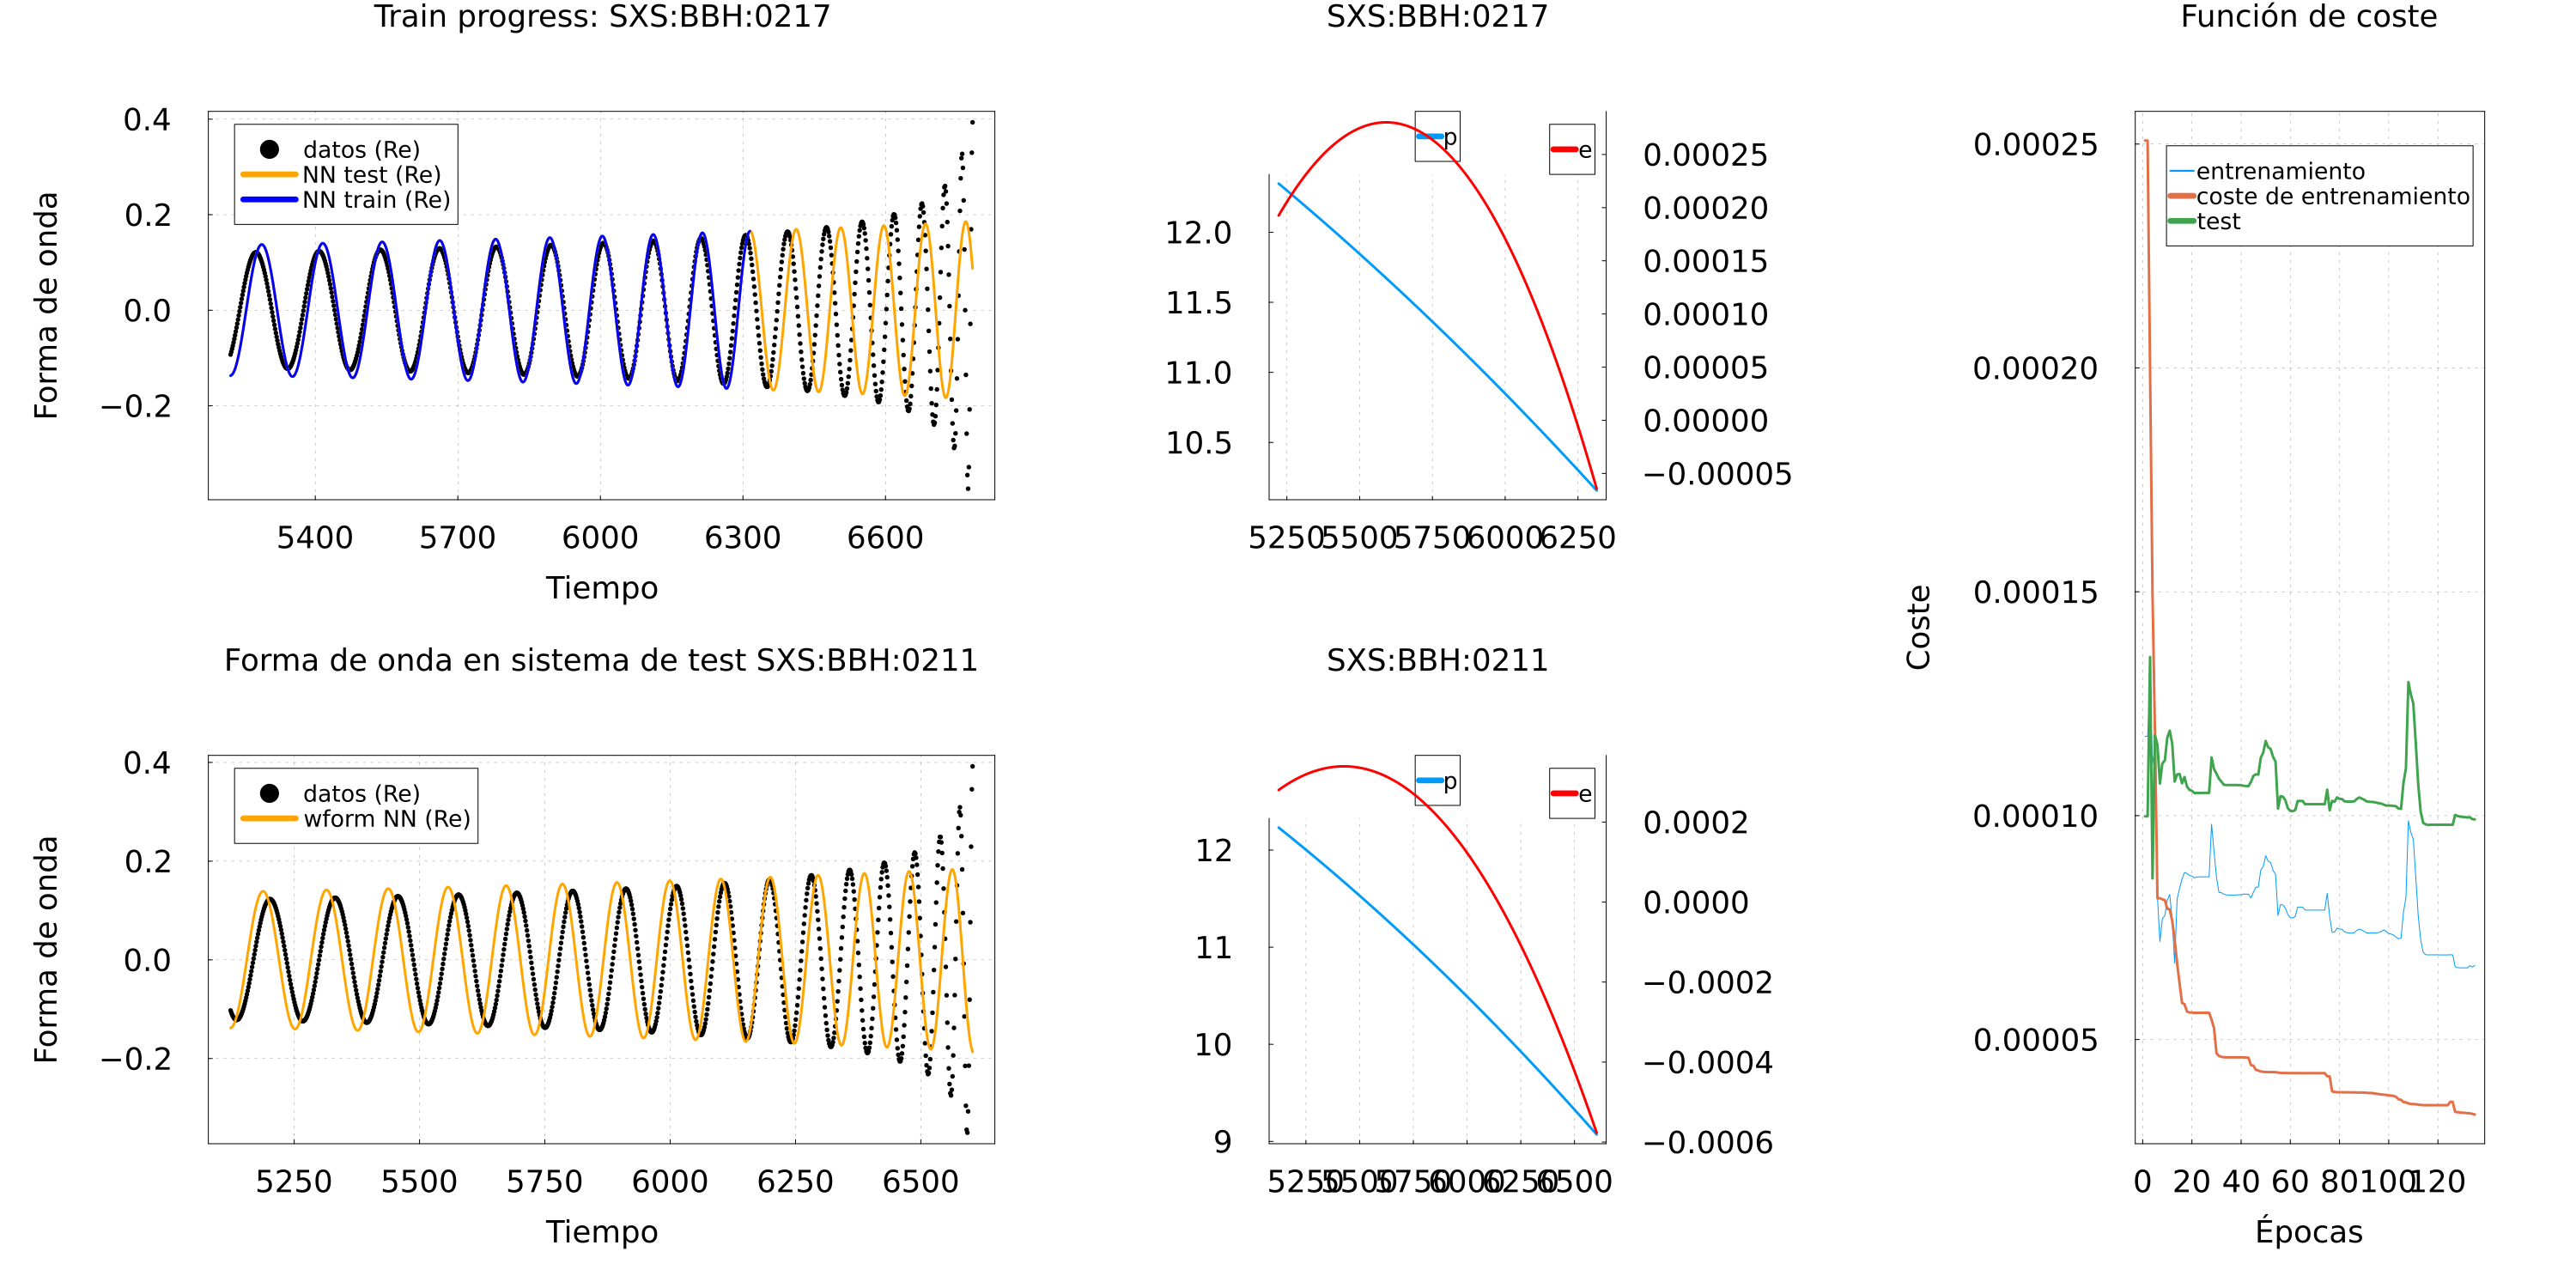 Train progress: SXS:BBH:0217
0.4
0.2
0.0
−0.2
Forma de onda
datos (Re)
NN test (Re)
NN train (Re)
5400 5700 6000 6300 6600
Tiempo
SXS:BBH:0217
12.0
11.5
11.0
10.5
p
e
0.00025
0.00020
0.00015
0.00010
0.00005
0.00000
−0.00005
5250 5500 5750 6000 6250
Forma de onda en sistema de test SXS:BBH:0211
0.4
0.2
0.0
−0.2
Forma de onda
datos (Re)
wform NN (Re)
5250 5500 5750 6000 6250 6500
Tiempo
SXS:BBH:0211
12
11
10
9
p
e
0.0002
0.0000
−0.0002
−0.0004
−0.0006
5250 5500 5750 6000 6250 6500
Función de coste
0.00025
0.00020
0.00015
0.00010
0.00005
Coste
entrenamiento
coste de entrenamiento
test
0 20 40 60 80 100 120
Épocas